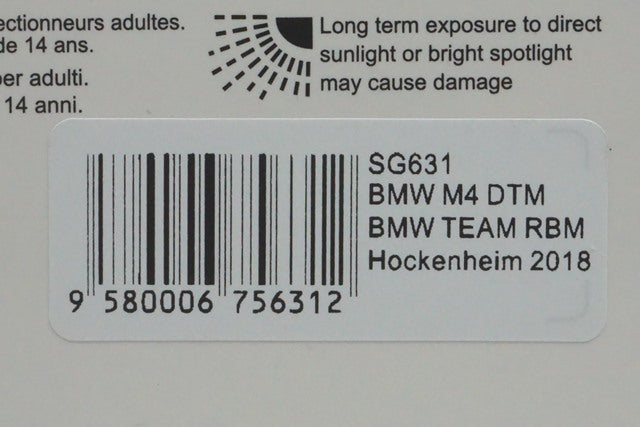 ectionneurs adultes.
de 14 ans.
per adulti.
14 anni.
Long term exposure to direct
sunlight or bright spotlight
may cause damage
SG631
BMW M4 DTM
BMW TEAM RBM
Hockenheim 2018
9 580006 756312